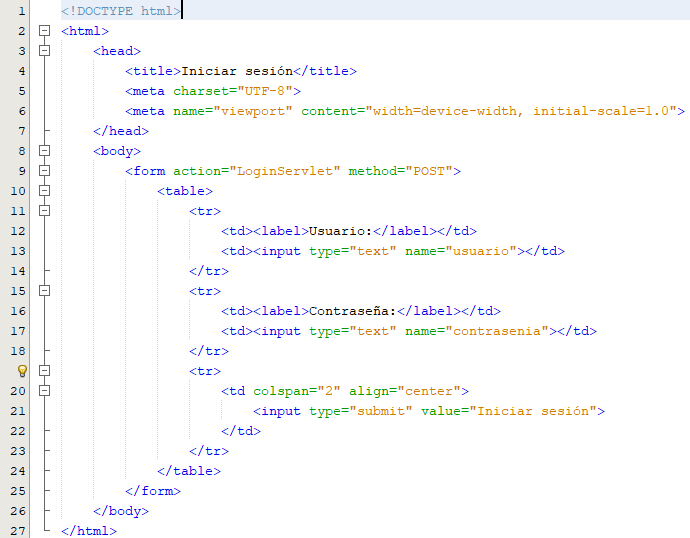 1 <!DOCTYPE html>
2 <html>
3 <head>
4 <title>Iniciar sesión</title>
5 <meta charset="UTF-8">
6 <meta name="viewport" content="width=device-width, initial-scale=1.0">
7 </head>
8 <body>
9 <form action="LoginServlet" method="POST">
10 <table>
11 <tr>
12 <td><label>Usuario:</label></td>
13 <td><input type="text" name="usuario"></td>
14 </tr>
15 <tr>
16 <td><label>Contraseña:</label></td>
17 <td><input type="text" name="contrasenia"></td>
18 </tr>
<tr>
20 <td colspan="2" align="center">
21 <input type="submit" value="Iniciar sesión">
22 </td>
23 </tr>
24 </table>
25 </form>
26 </body>
27 </html>